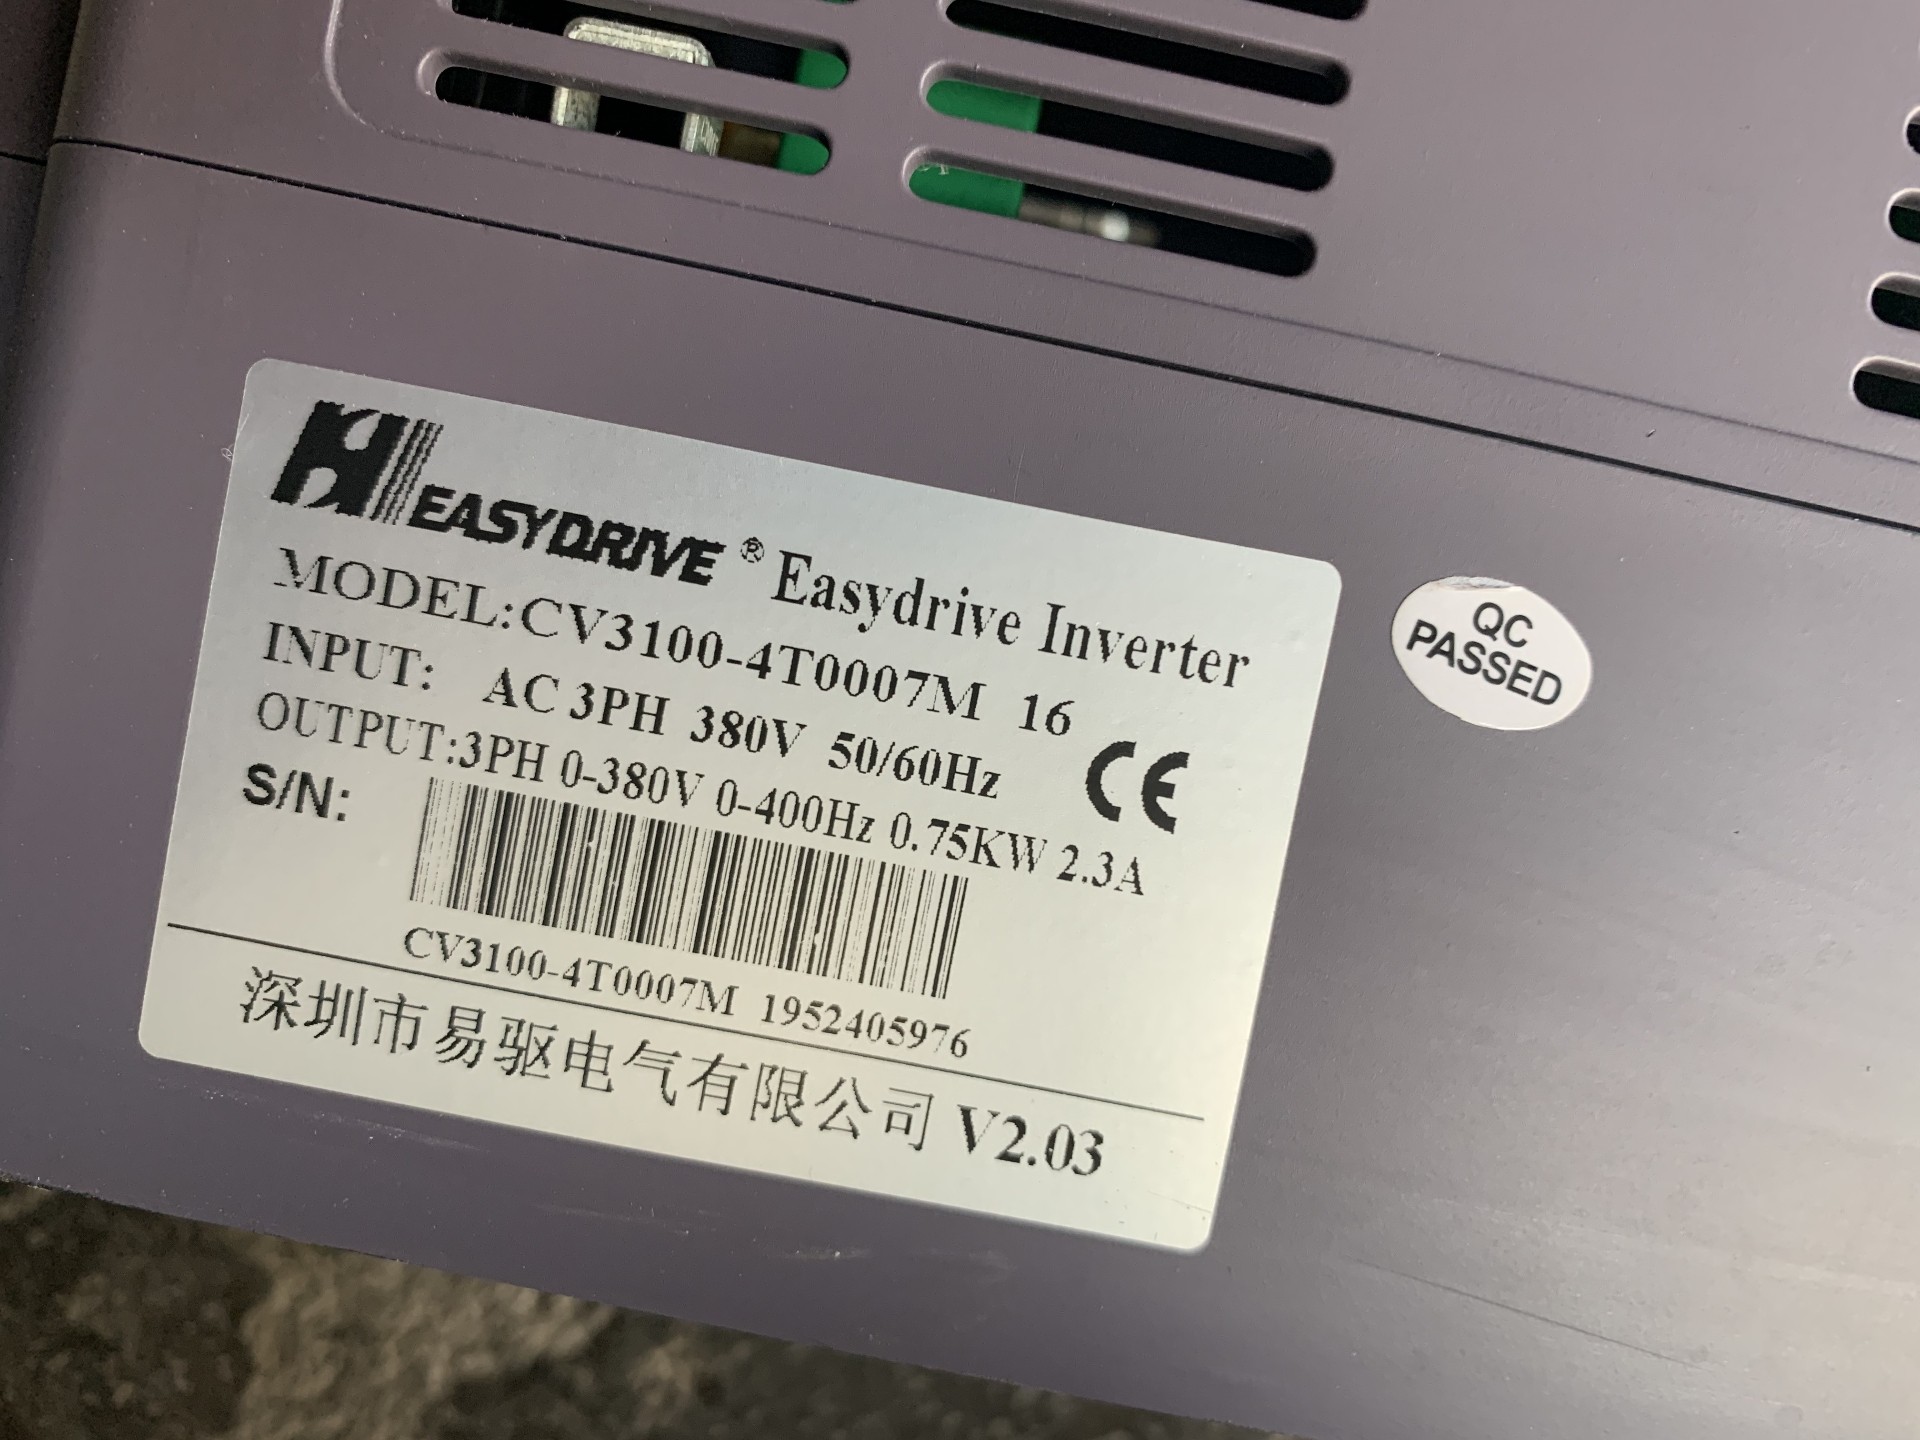 EASYDRIVE® Easydrive Inverter
MODEL:CV3100-4T0007M 16
INPUT: AC 3PH 380V 50/60Hz
CE
OUTPUT:3PH 0-380V 0-400Hz 0.75KW 2.3A
S/N:
CV3100-4T0007M 1952405976
深圳市易驱电气有限公司 V2.03
QC
PASSED